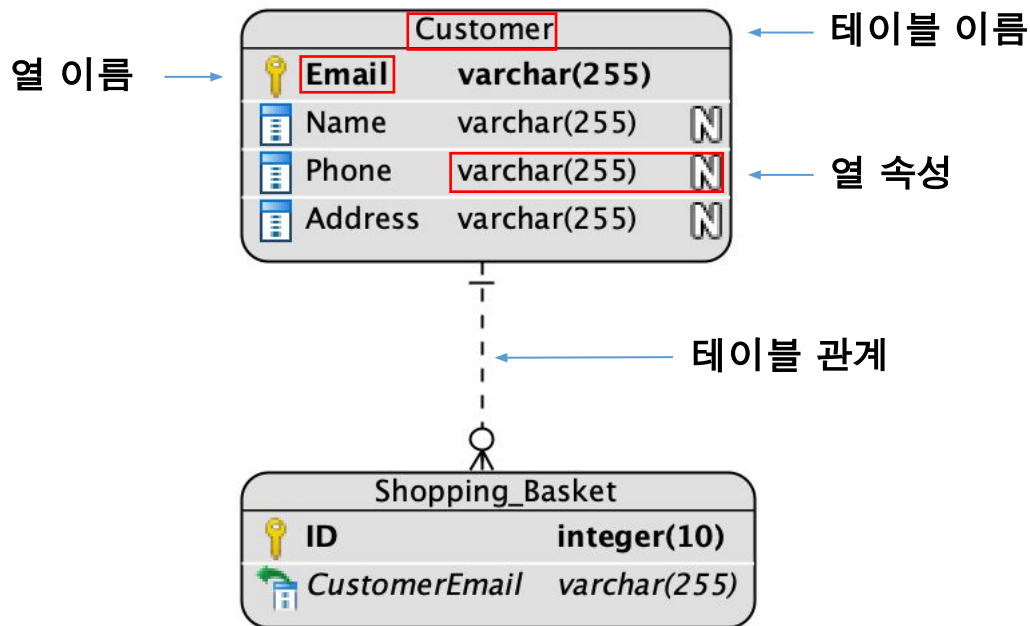 Customer
테이블 이름
열 이름
Email varchar(255)
Name varchar(255) N
Phone varchar(255) N
열 속성
Address varchar(255) N
테이블 관계
Shopping_Basket
ID integer(10)
CustomerEmail varchar(255)